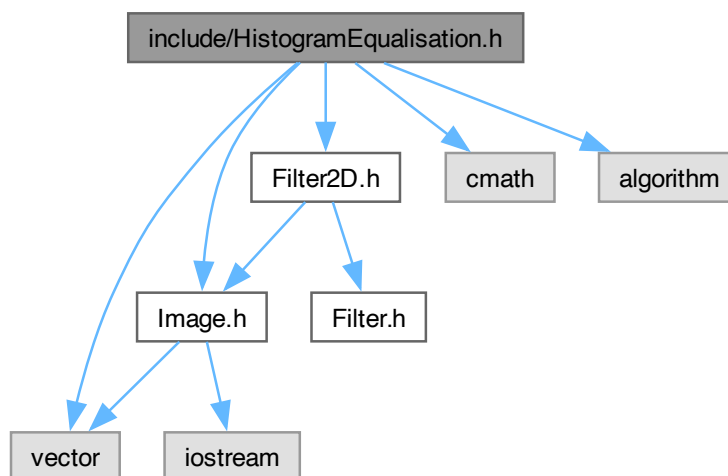 include/HistogramEqualisation.h
Filter2D.h
cmath
algorithm
Image.h
Filter.h
vector
iostream